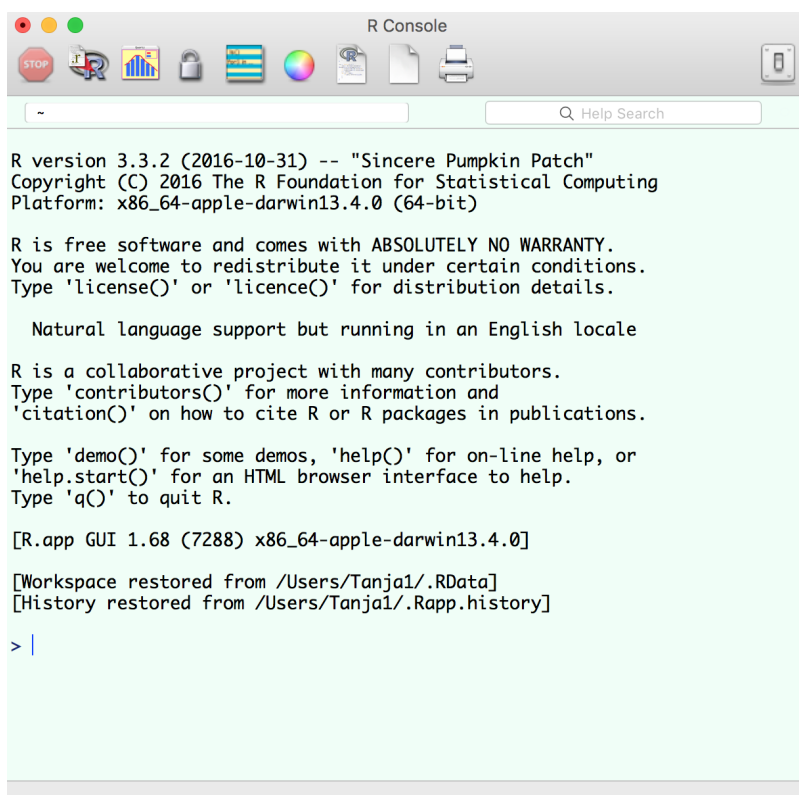 R Console
STOP
~
Help Search
R version 3.3.2 (2016-10-31) -- "Sincere Pumpkin Patch"
Copyright (C) 2016 The R Foundation for Statistical Computing
Platform: x86_64-apple-darwin13.4.0 (64-bit)
R is free software and comes with ABSOLUTELY NO WARRANTY.
You are welcome to redistribute it under certain conditions.
Type 'license()' or 'licence()' for distribution details.
Natural language support but running in an English locale
R is a collaborative project with many contributors.
Type 'contributors()' for more information and
'citation()' on how to cite R or R packages in publications.
Type 'demo()' for some demos, 'help()' for on-line help, or
'help.start()' for an HTML browser interface to help.
Type 'q()' to quit R.
[R.app GUI 1.68 (7288) x86_64-apple-darwin13.4.0]
[Workspace restored from /Users/Tanja1/.RData]
[History restored from /Users/Tanja1/.Rapp.history]
>